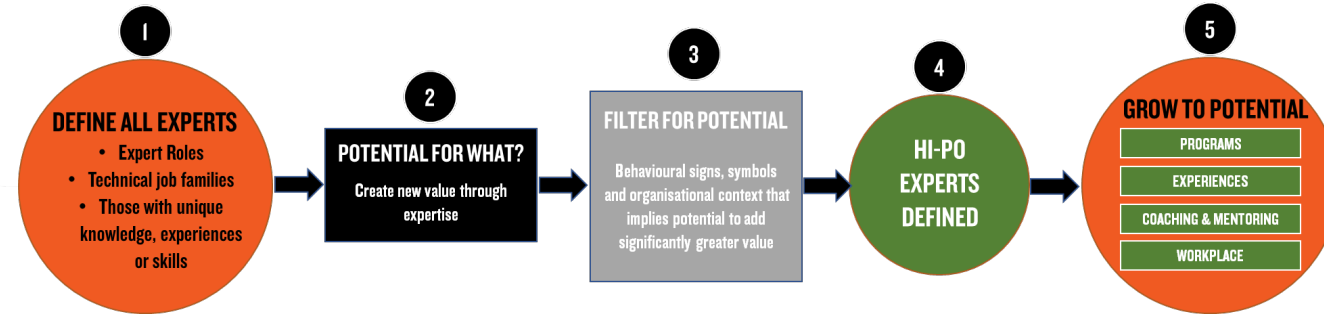 1
DEFINE ALL EXPERTS
• Expert Roles
• Technical job families
• Those with unique
knowledge, experiences
or skills
2
POTENTIAL FOR WHAT?
Create new value through
expertise
3
FILTER FOR POTENTIAL
Behavioural signs, symbols
and organisational context that
implies potential to add
significantly greater value
4
HI-PO
EXPERTS
DEFINED
5
GROW TO POTENTIAL
PROGRAMS
EXPERIENCES
COACHING & MENTORING
WORKPLACE